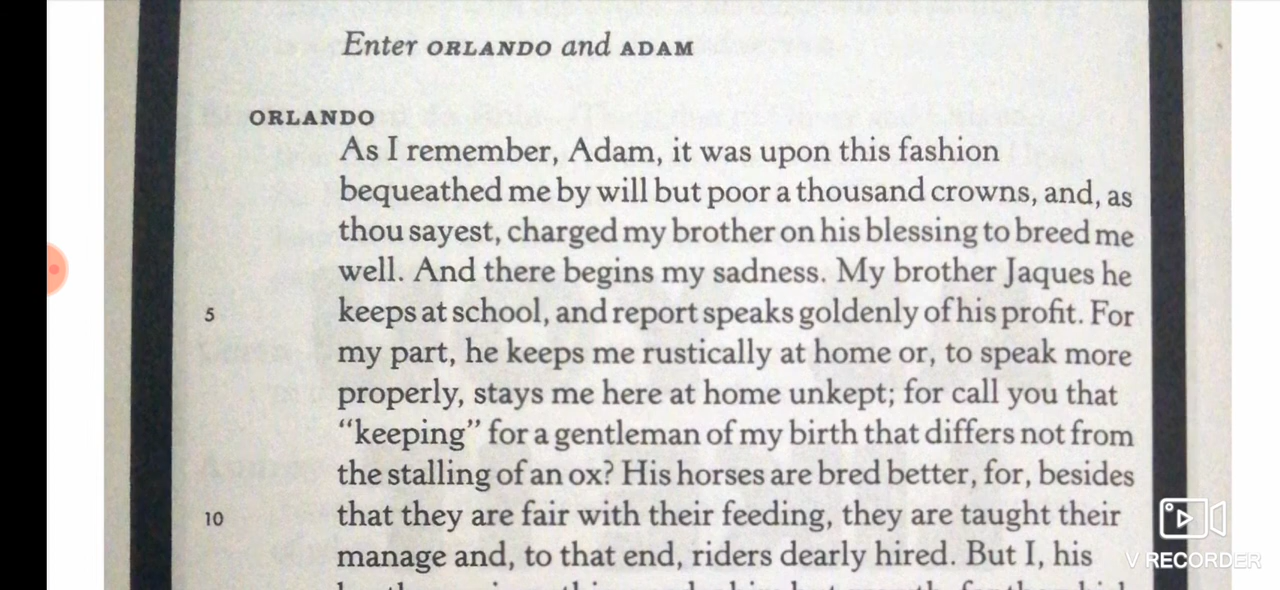 Enter ORLANDO and ADAM
ORLANDO
As I remember, Adam, it was upon this fashion
bequeathed me by will but poor a thousand crowns, and, as
thou sayest, charged my brother on his blessing to breed me
well. And there begins my sadness. My brother Jaques he
5 keeps at school, and report speaks goldenly of his profit. For
my part, he keeps me rustically at home or, to speak more
properly, stays me here at home unkept; for call you that
“keeping” for a gentleman of my birth that differs not from
the stalling of an ox? His horses are bred better, for, besides
10 that they are fair with their feeding, they are taught their
manage and, to that end, riders dearly hired. But I, his
V RECORDER